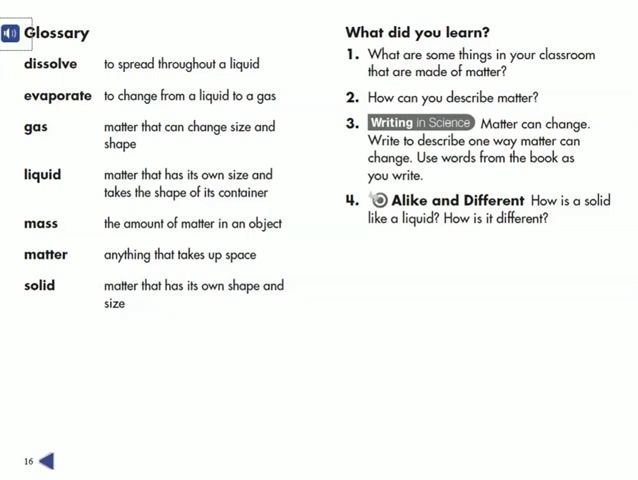 Glossary
dissolve to spread throughout a liquid
evaporate to change from a liquid to a gas
gas matter that can change size and
shape
liquid matter that has its own size and
takes the shape of its container
mass the amount of matter in an object
matter anything that takes up space
solid matter that has its own shape and
size
16
What did you learn?
1. What are some things in your classroom
that are made of matter?
2. How can you describe matter?
3. Writing in Science Matter can change.
Write to describe one way matter can
change. Use words from the book as
you write.
4. Alike and Different How is a solid
like a liquid? How is it different?